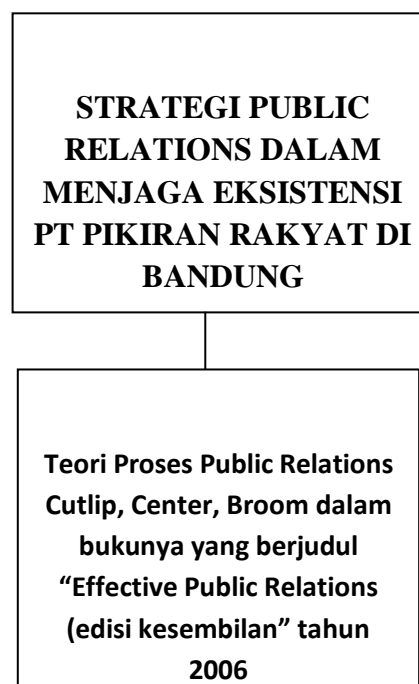 STRATEGI PUBLIC
RELATIONS DALAM
MENJAGA EKSISTENSI
PT PIKIRAN RAKYAT DI
BANDUNG
Teori Proses Public Relations
Cutlip, Center, Broom dalam
bukunya yang berjudul
“Effective Public Relations
(edisi kesembilan” tahun
2006